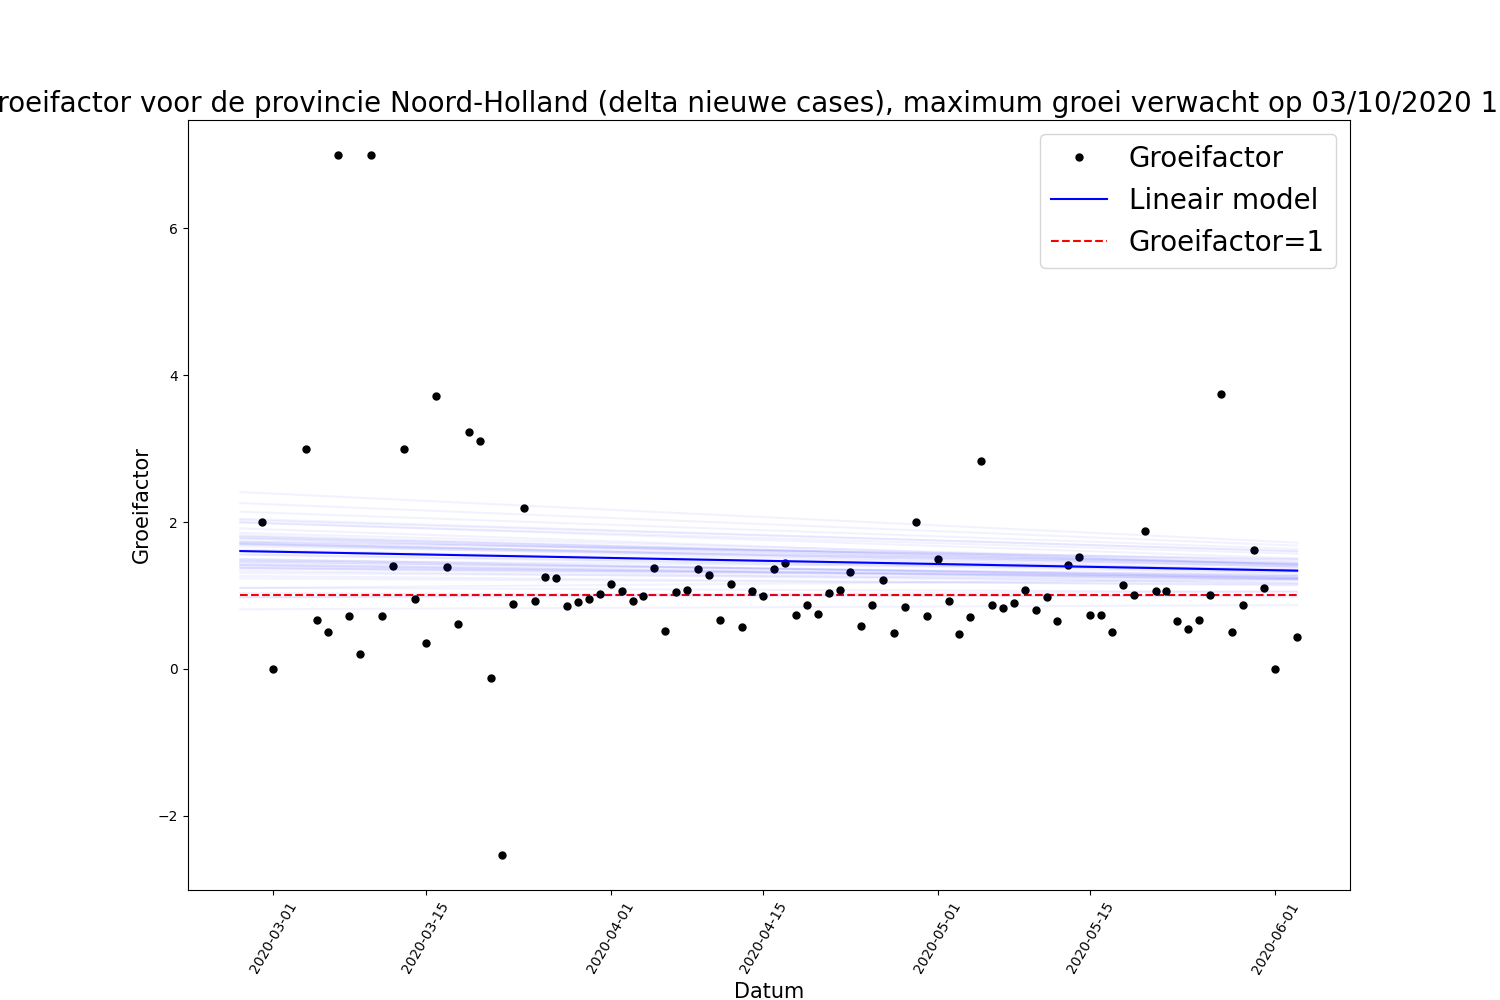 roeifactor voor de provincie Noord-Holland (delta nieuwe cases), maximum groei verwacht op 03/10/2020 1
Groeifactor
Lineair model
Groeifactor=1
Groeifactor
6
4
2
0
−2
2020-03-01
2020-03-15
2020-04-01
2020-04-15
2020-05-01
2020-05-15
2020-06-01
Datum